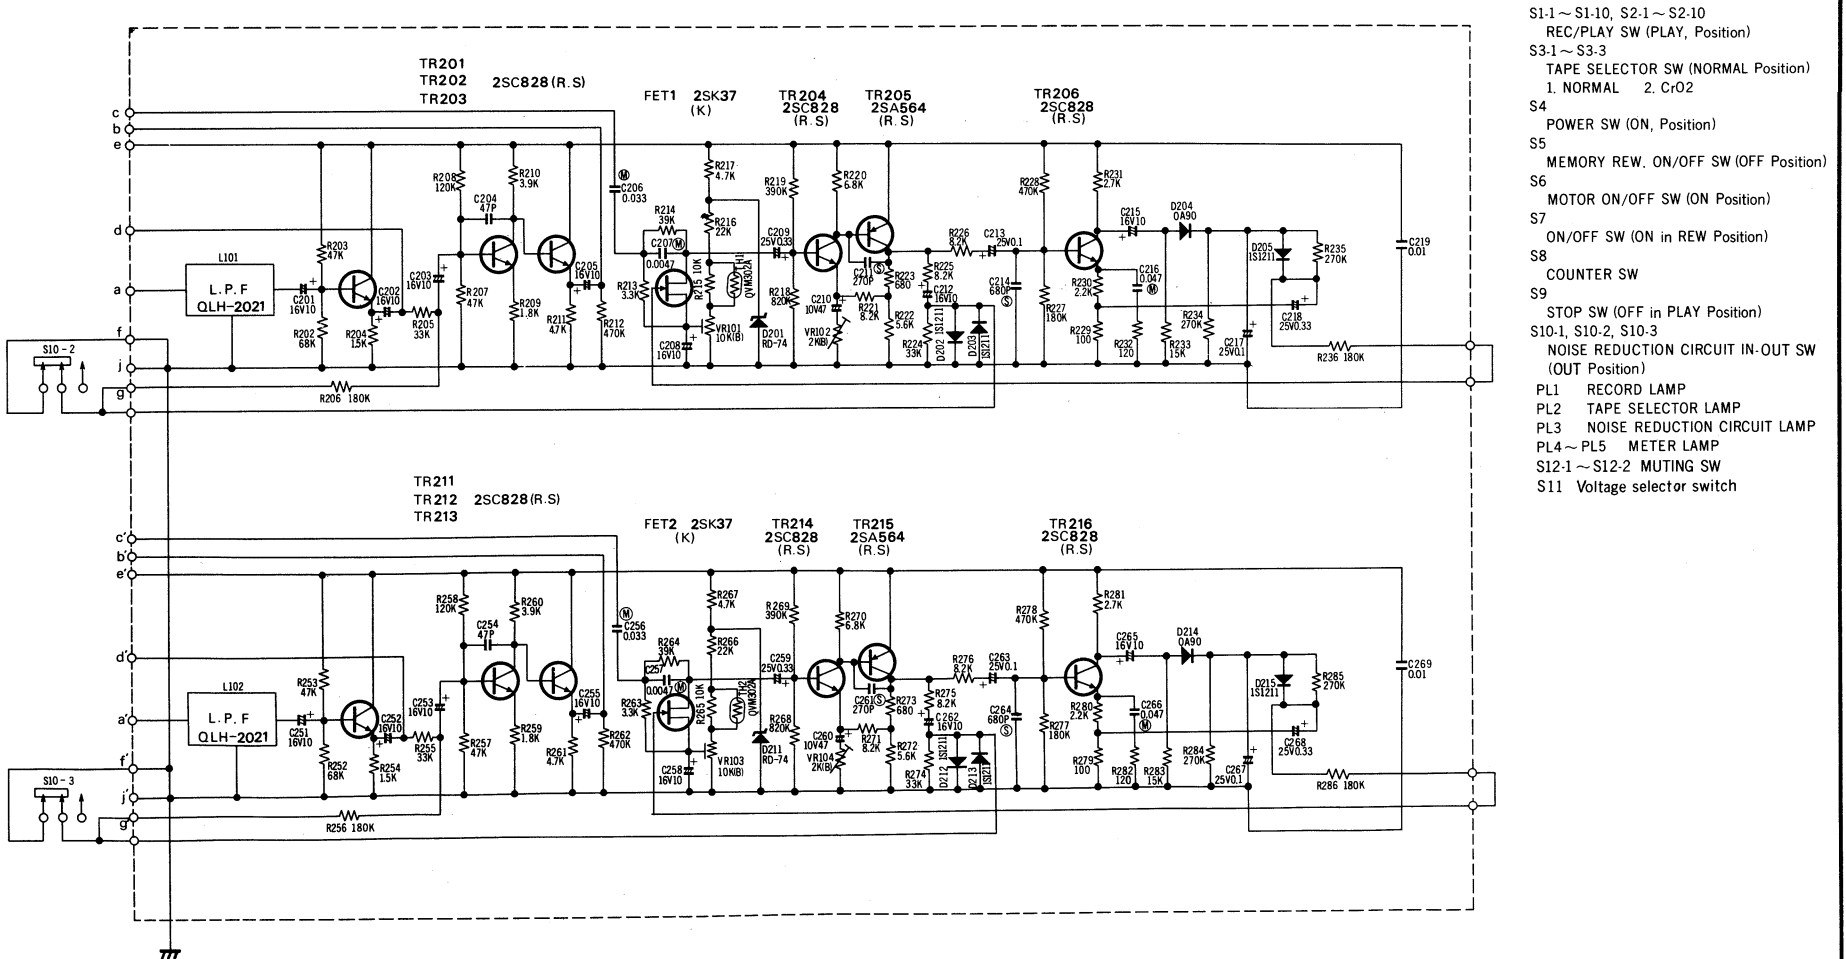 TR201
TR202 2SC828(R.S)
TR203
FET1 2SK37
(K)
TR204
2SC828
(R.S)
TR205
2SA564
TR206
2SC828
(R.S)
c
b
e
d
a
f
j
g
S10-2
L101
L.P.F
QLH-2021
C201
16V10
R203
47K
R202
68K
C202
16V10
R204
1.5K
R205
33K
C203
16V10
R206 180K
R208
120K
R207
47K
C204
47P
R210
3.9K
R209
1.8K
R211
4.7K
C205
16V10
R212
470K
M
C206
0.033
R214
39K
C207 M
0.0047
R213
3.3K
C208
16V10
R217
4.7K
R216
22K
R215 10K
TH1
QVM302A
VR101
10K(B)
D201
RD-74
R219
390K
C209
25V0.33
R218
820K
R220
6.8K
C210
10V47
VR102
2K(B)
C211 S
270P
R221
8.2K
R223
680
R222
5.6K
R225
8.2K
C212
16V10
R224
33K
D202 1S1211
D203 1S1211
R226
8.2K
C213
25V0.1
C214
680P
S
R228
470K
R227
180K
R231
2.7K
R230
2.2K
R229
100
C215
16V10
C216
0.047
M
R232
120
R233
15K
D204
OA90
R234
270K
C217
25V0.1
D205
1S1211
R235
270K
C218
25V0.33
R236 180K
C219
0.01
TR211
TR212 2SC828(R.S)
TR213
FET2 2SK37
(K)
TR214
2SC828
(R.S)
TR215
2SA564
(R.S)
TR216
2SC828
(R.S)
c'
b'
e'
d'
a'
f'
j'
g'
S10-3
L102
L.P.F
QLH-2021
C251
16V10
R253
47K
R252
68K
C252
16V10
R254
1.5K
R255
33K
C253
16V10
R256 180K
R258
120K
R257
47K
C254
47P
R260
3.9K
R259
1.8K
R261
4.7K
C255
16V10
R262
470K
M
C256
0.033
R264
39K
C257
0.0047 M
R263
3.3K
C258
16V10
R267
4.7K
R266
22K
R265 10K
TH2
QVM302A
VR103
10K(B)
D211
RD-74
R269
390K
C259
25V0.33
R268
820K
R270
6.8K
C260
10V47
VR104
2K(B)
C261 S
270P
R271
8.2K
R273
680
R272
5.6K
R275
8.2K
C262
16V10
R274
33K
D212 1S1211
D213 1S1211
R276
8.2K
C263
25V0.1
C264
680P
S
R278
470K
R277
180K
R281
2.7K
R280
2.2K
R279
100
C265
16V10
C266
0.047
M
R282
120
R283
15K
D214
OA90
R284
270K
C267
25V0.1
D215
1S1211
R285
270K
C268
25V0.33
R286 180K
C269
0.01
S1-1~S1-10, S2-1~S2-10
REC/PLAY SW (PLAY, Position)
S3-1~S3-3
TAPE SELECTOR SW (NORMAL Position)
1. NORMAL 2. CrO2
S4
POWER SW (ON, Position)
S5
MEMORY REW. ON/OFF SW (OFF Position)
S6
MOTOR ON/OFF SW (ON Position)
S7
ON/OFF SW (ON in REW Position)
S8
COUNTER SW
S9
STOP SW (OFF in PLAY Position)
S10-1, S10-2, S10-3
NOISE REDUCTION CIRCUIT IN-OUT SW
(OUT Position)
PL1 RECORD LAMP
PL2 TAPE SELECTOR LAMP
PL3 NOISE REDUCTION CIRCUIT LAMP
PL4~PL5 METER LAMP
S12-1~S12-2 MUTING SW
S11 Voltage selector switch